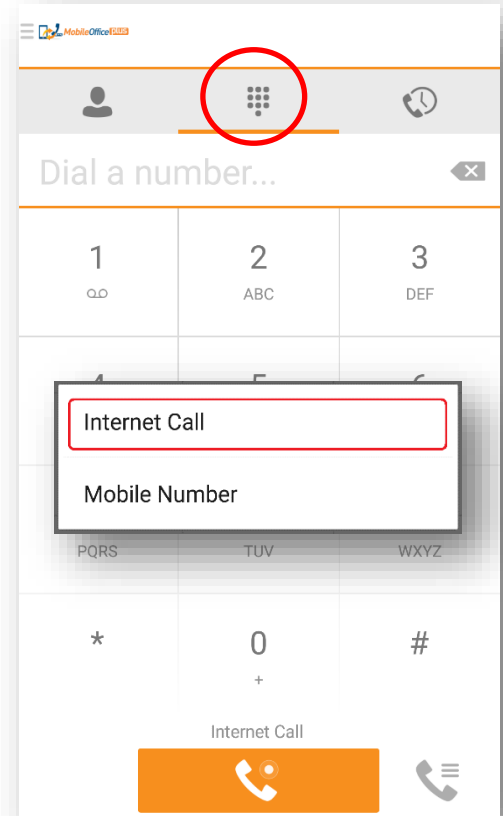 MobileOffice PLUS
Dial a number...
1 2 3
ABC DEF
Internet Call
Mobile Number
PQRS TUV WXYZ
* 0 #
+
Internet Call